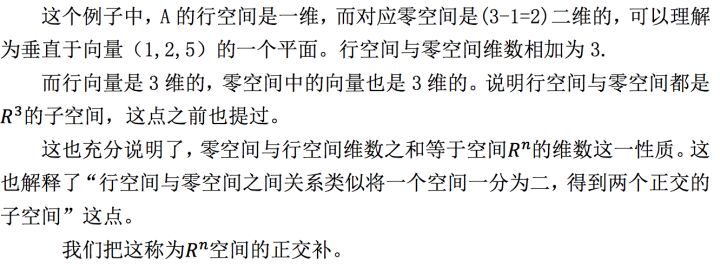 这个例子中，A 的行空间是一维，而对应零空间是(3-1=2)二维的，可以理解
为垂直于向量（1,2,5）的一个平面。行空间与零空间维数相加为 3.
而行向量是 3 维的，零空间中的向量也是 3 维的。说明行空间与零空间都是
R³的子空间，这点之前也提过。
这也充分说明了，零空间与行空间维数之和等于空间Rⁿ的维数这一性质。这
也解释了“行空间与零空间之间关系类似将一个空间一分为二，得到两个正交的
子空间”这点。
我们把这称为Rⁿ空间的正交补。